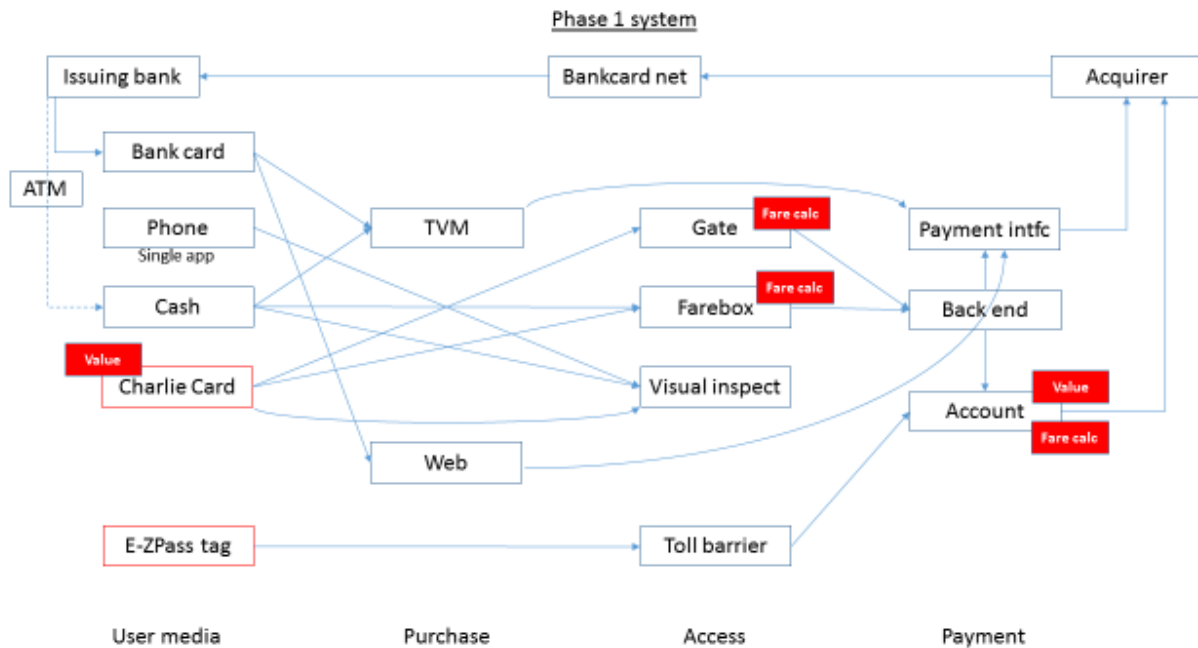 Phase 1 system
Issuing bank
Bankcard net
Acquirer
Bank card
ATM
Phone
Single app
TVM
Gate
Fare calc
Payment intfc
Cash
Farebox
Fare calc
Back end
Value
Charlie Card
Visual inspect
Value
Account
Fare calc
Web
E-ZPass tag
Toll barrier
User media
Purchase
Access
Payment